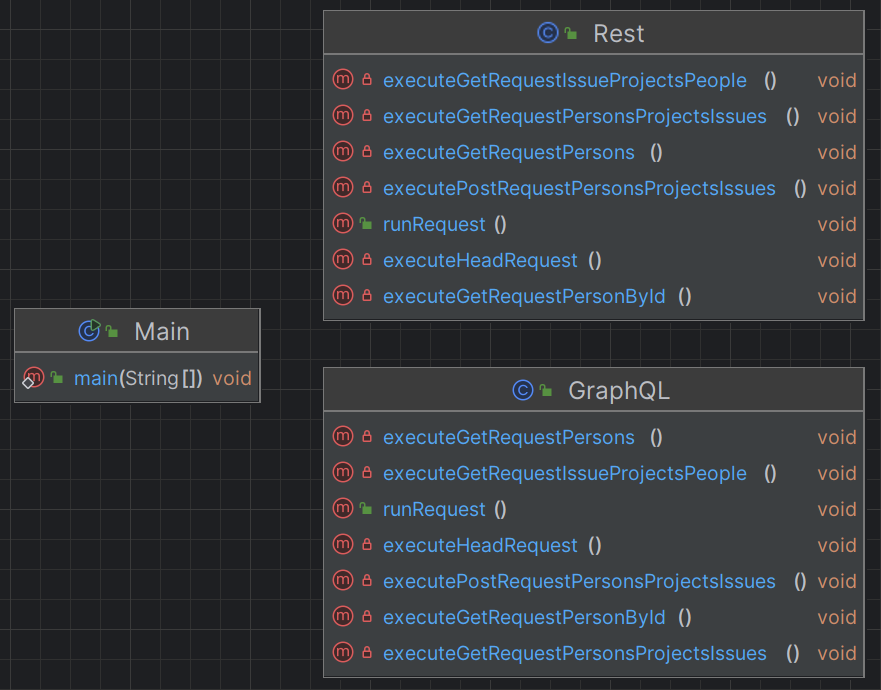 Rest
executeGetRequestIssueProjectsPeople () void
executeGetRequestPersonsProjectsIssues () void
executeGetRequestPersons () void
executePostRequestPersonsProjectsIssues () void
runRequest () void
executeHeadRequest () void
executeGetRequestPersonById () void
Main
main(String[]) void
GraphQL
executeGetRequestPersons () void
executeGetRequestIssueProjectsPeople () void
runRequest () void
executeHeadRequest () void
executePostRequestPersonsProjectsIssues () void
executeGetRequestPersonById () void
executeGetRequestPersonsProjectsIssues () void